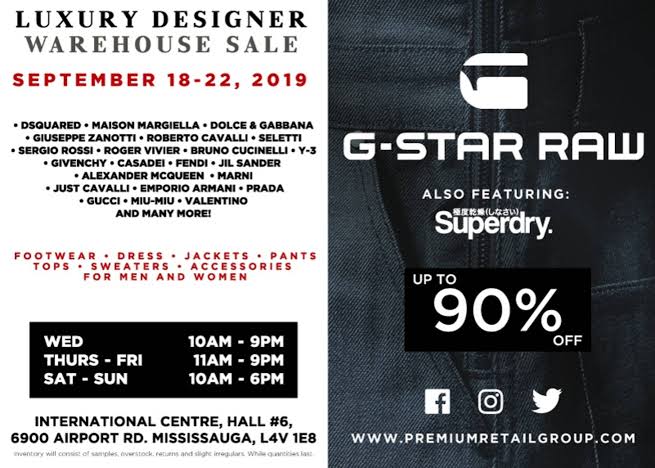 LUXURY DESIGNER
WAREHOUSE SALE
SEPTEMBER 18-22, 2019
• DSQUARED • MAISON MARGIELLA • DOLCE & GABBANA
• GIUSEPPE ZANOTTI • ROBERTO CAVALLI • SELETTI
• SERGIO ROSSI • ROGER VIVIER • BRUNO CUCINELLI • Y-3
• GIVENCHY • CASADEI • FENDI • JIL SANDER
• ALEXANDER MCQUEEN • MARNI
• JUST CAVALLI • EMPORIO ARMANI • PRADA
• GUCCI • MIU-MIU • VALENTINO
AND MANY MORE!
FOOTWEAR • DRESS • JACKETS • PANTS
TOPS • SWEATERS • ACCESSORIES
FOR MEN AND WOMEN
WED 10AM - 9PM
THURS - FRI 11AM - 9PM
SAT - SUN 10AM - 6PM
INTERNATIONAL CENTRE, HALL #6,
6900 AIRPORT RD. MISSISSAUGA, L4V 1E8
Inventory will consist of samples, overstock, returns and slight irregulars. While quantities last.
G-STAR RAW
ALSO FEATURING:
極度乾燥(しなさい)
Superdry.
UP TO
90%
OFF
WWW.PREMIUMRETAILGROUP.COM